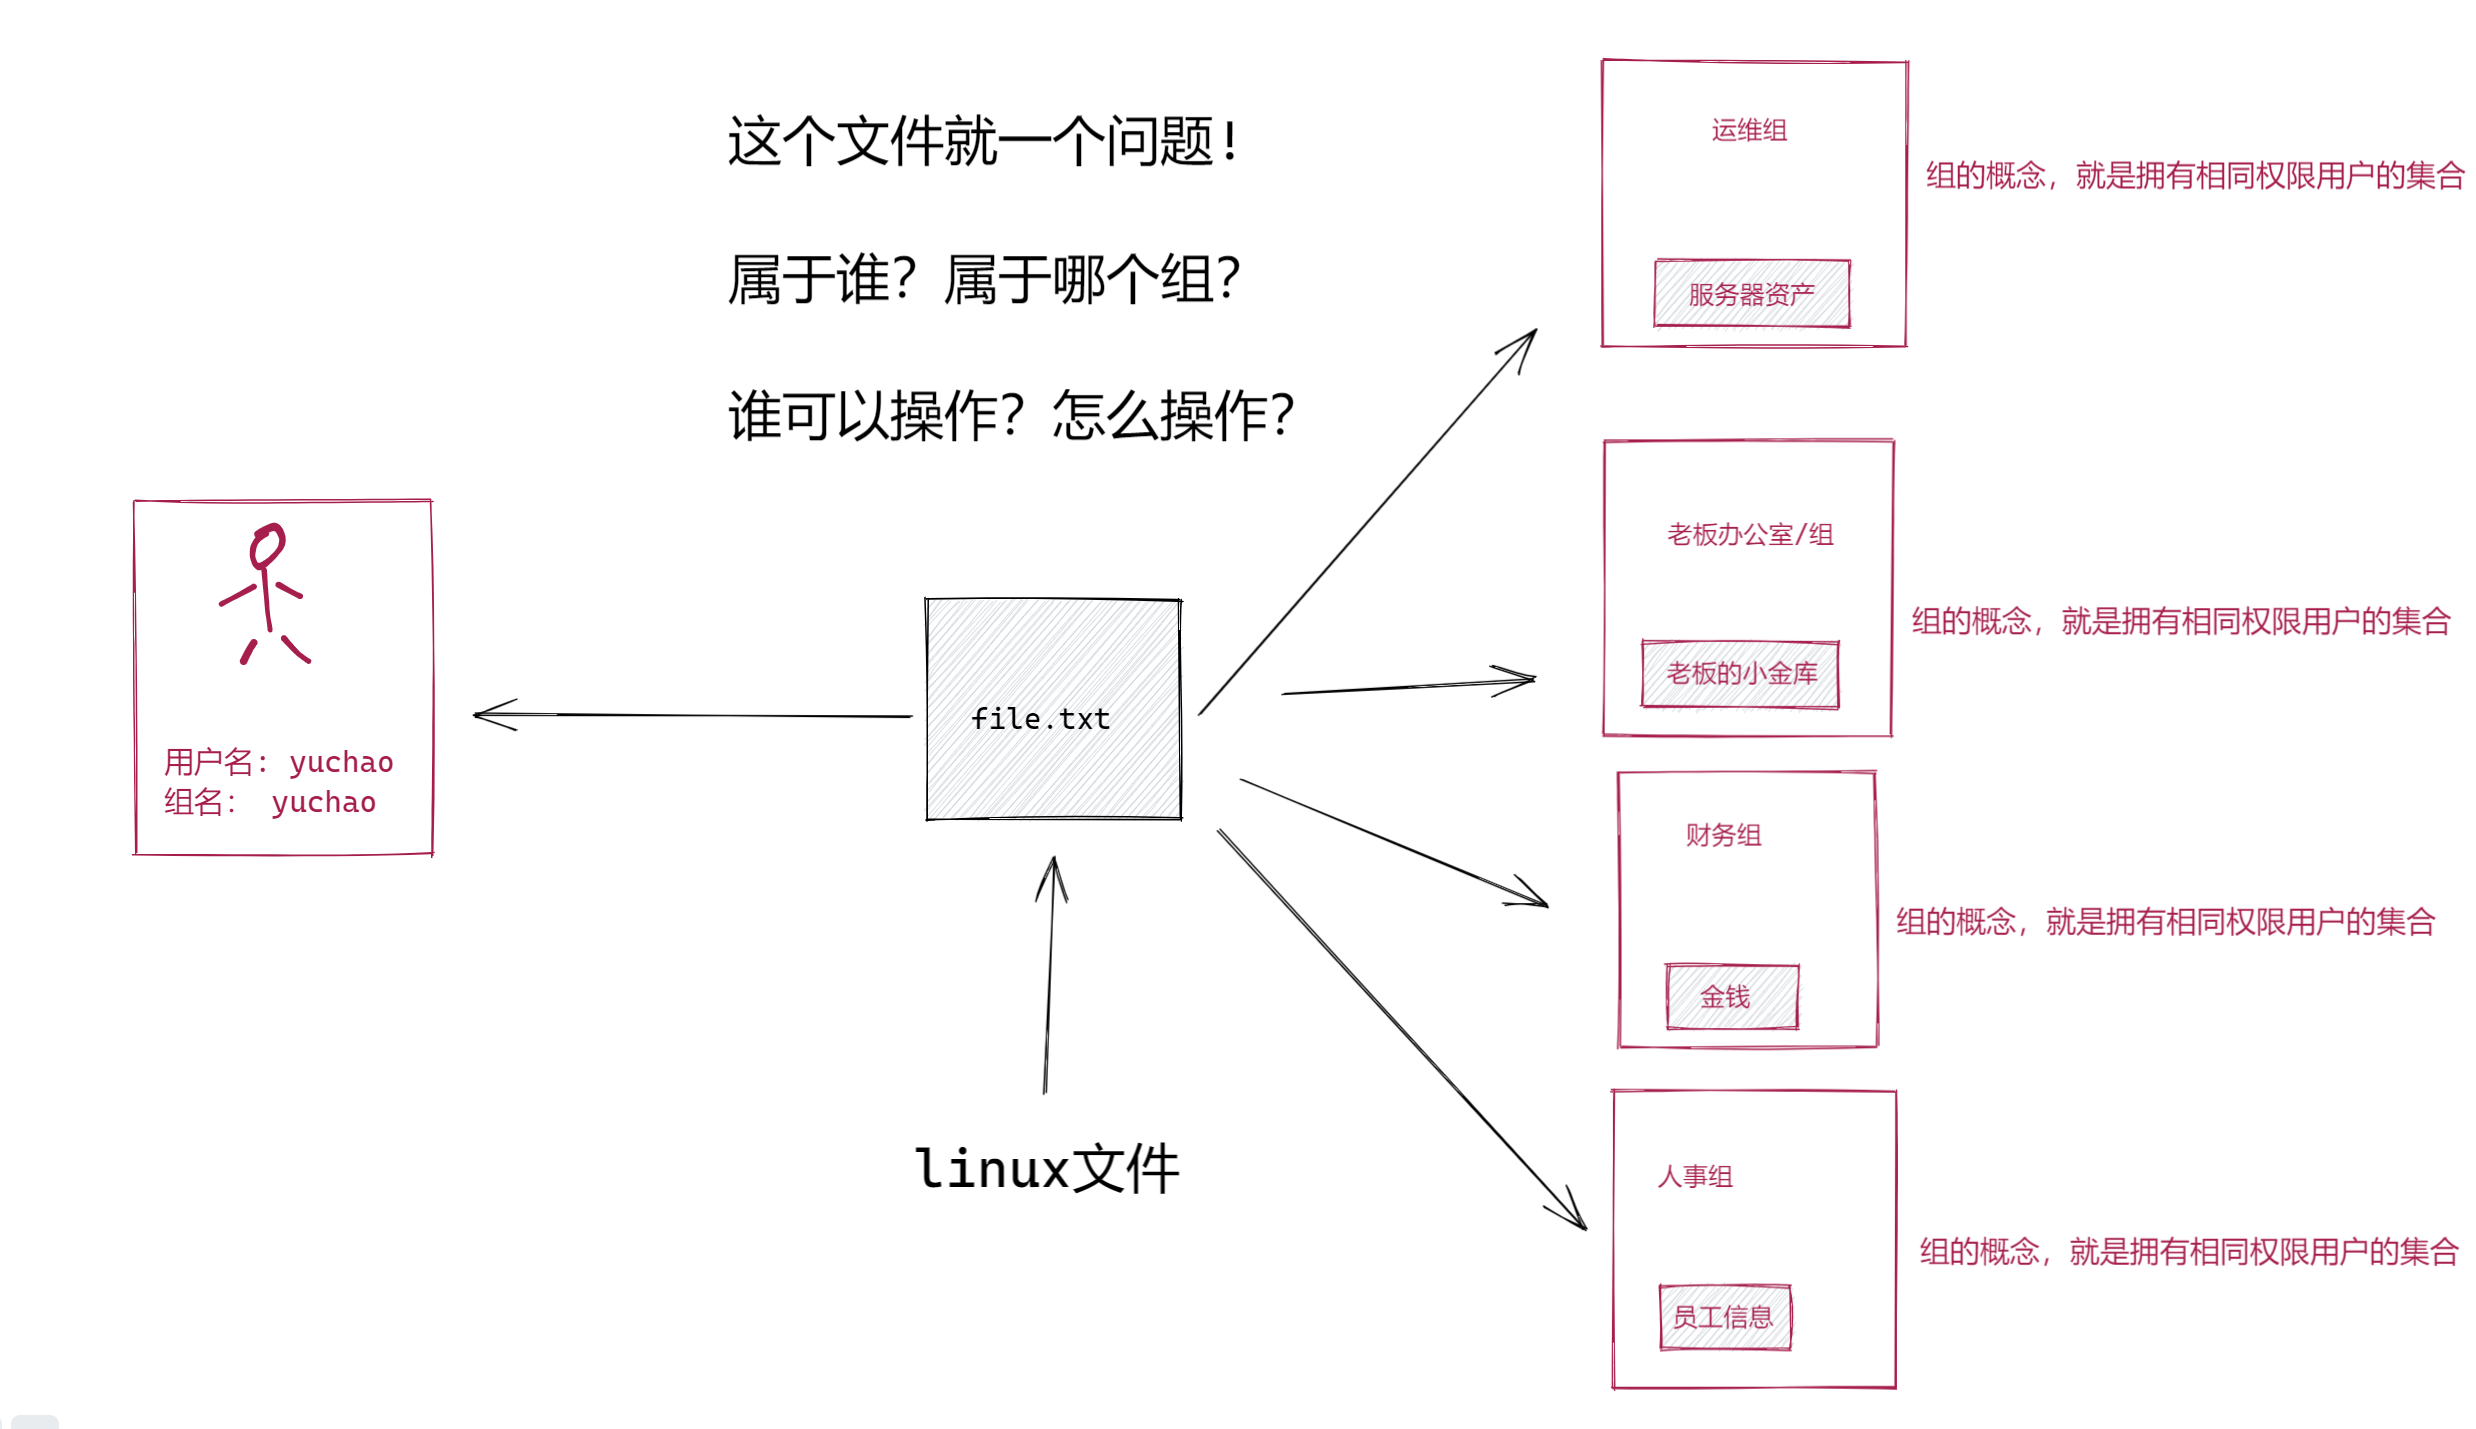 这个文件就一个问题!
属于�？属于哪个组？
谁可以操作？怎么操作？
用户名: yuchao
组名: yuchao
file.txt
linux文件
运维组
服务器资产
组的概念，就是拥有相同权限用户的集合
老板办公室/组
老板的小金库
组的概念，就是拥有相同权限用户的集合
财务组
金钱
组的概念，就是拥有相同权限用户的集合
人事组
员工信息
组的概念，就是拥有相同权限用户的集合